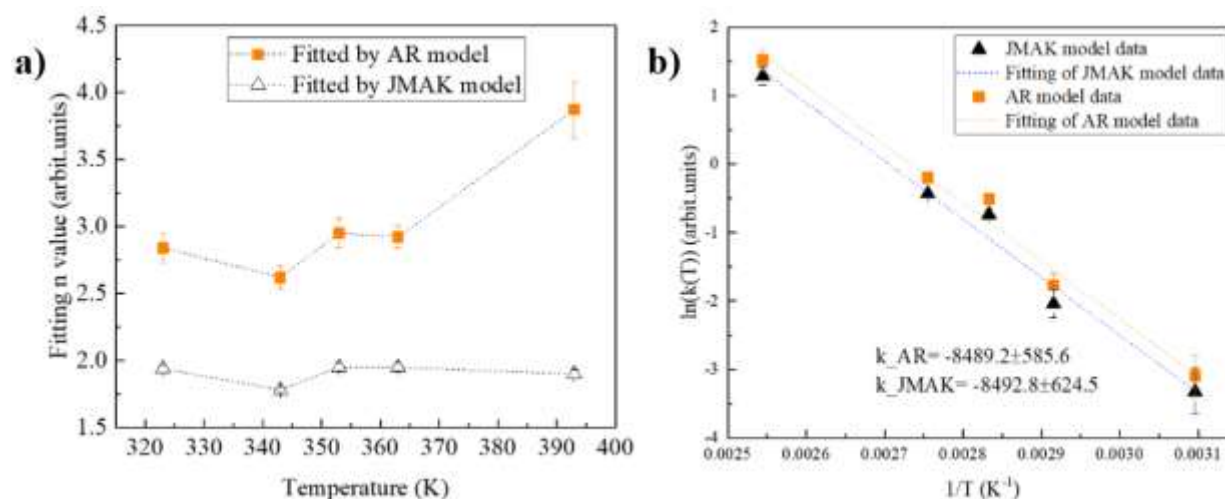 a)
Fitted by AR model
Fitted by JMAK model
Fitting n value (arbit.units)
4.5
4.0
3.5
3.0
2.5
2.0
1.5
320 330 340 350 360 370 380 390 400
Temperature (K)
b)
JMAK model data
Fitting of JMAK model data
AR model data
Fitting of AR model data
ln(k(T)) (arbit.units)
2
1
0
-1
-2
-3
-4
k_AR= -8489.2±585.6
k_JMAK= -8492.8±624.5
0.0025 0.0026 0.0027 0.0028 0.0029 0.0030 0.0031
1/T (K⁻¹)